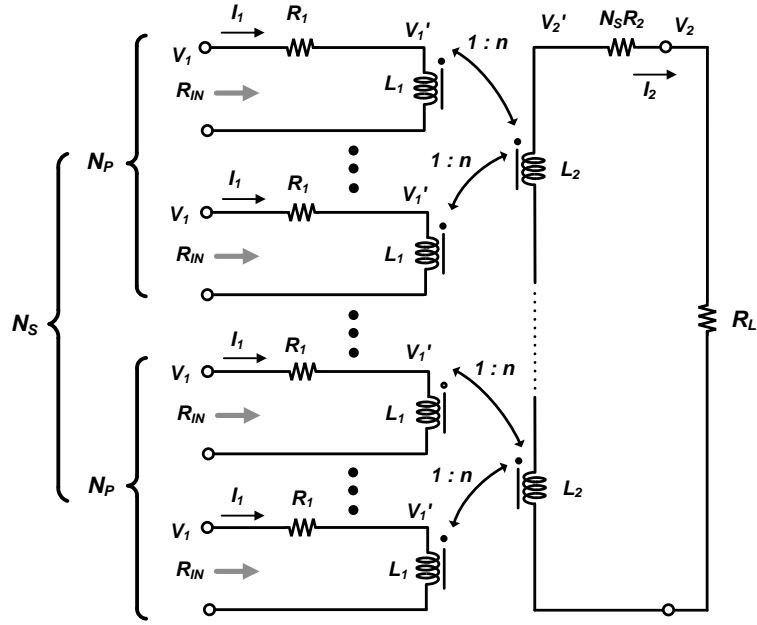 I1 R1 V1' V2' NSR2 V2
V1 1 : n
I2
RIN L1
NP 1 : n L2
I1 R1 V1'
V1
RIN L1
NS RL
I1 R1 V1'
V1 1 : n
RIN L1
NP 1 : n L2
I1 R1 V1'
V1
RIN L1